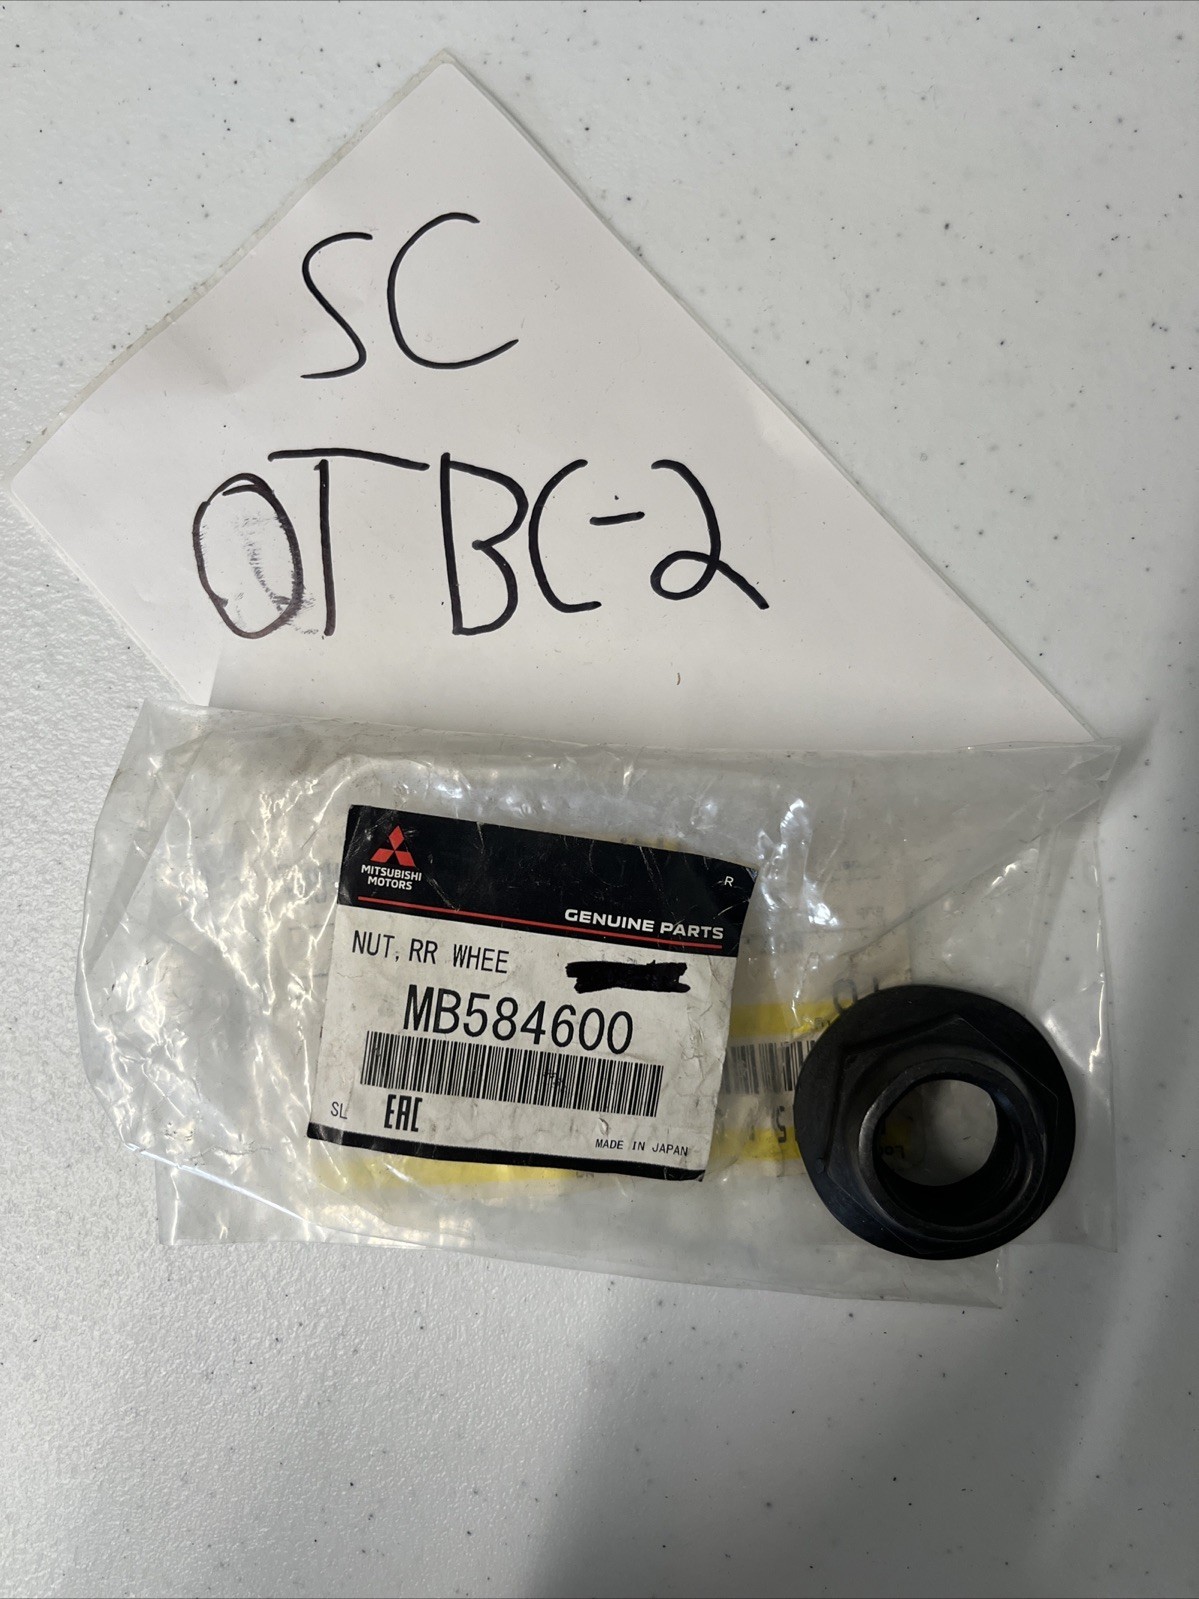 SC
OTBC-2
MITSUBISHI
MOTORS
R
GENUINE PARTS
NUT, RR WHEE
MB584600
SL
EAC
MADE IN JAPAN